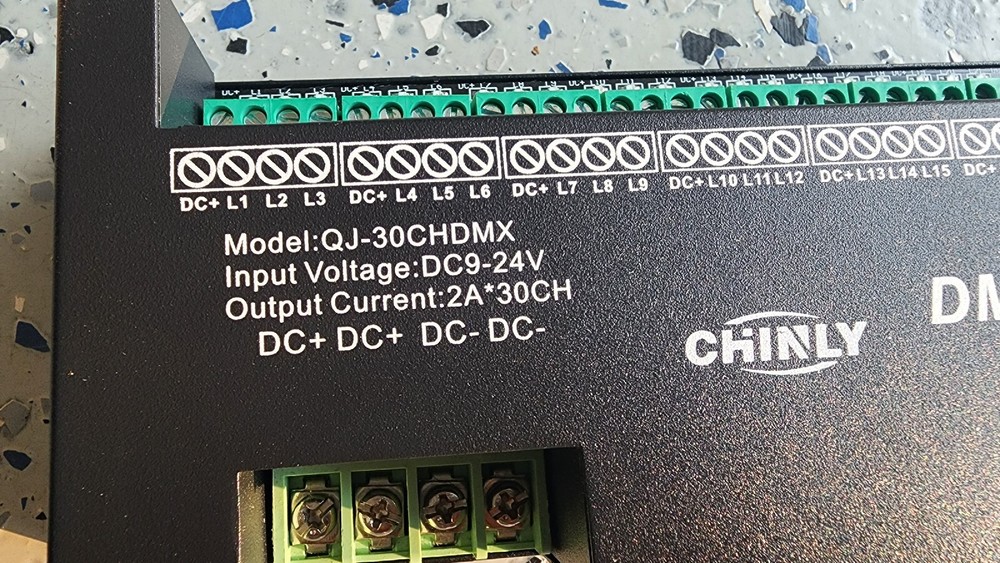 DC+ L1 L2 L3 DC+ L4 L5 L6 DC+ L7 L8 L9 DC+ L10 L11 L12 DC+ L13 L14 L15 DC+
Model:QJ-30CHDMX
Input Voltage:DC9-24V
Output Current:2A*30CH
DC+ DC+ DC- DC-
CHINLY